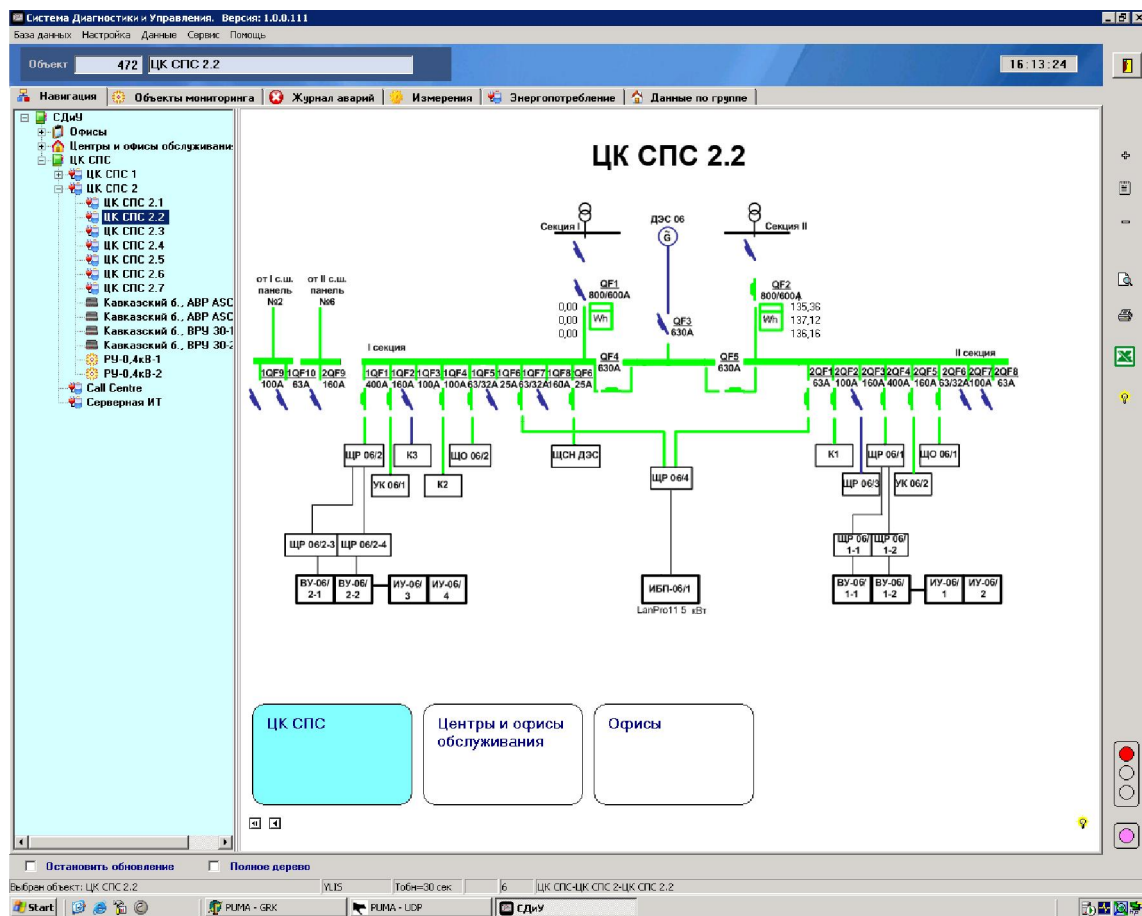 Система Диагностики и Управления. Версия: 1.0.0.111
База данных Настройка Данные Сервис Помощь
Объект 472 ЦК СПС 2.2 16:13:24
Навигация Объекты мониторинга Журнал аварий Измерения Энергопотребление Данные по группе
СДиУ
Офисы
Центры и офисы обслуживани
ЦК СПС
ЦК СПС 1
ЦК СПС 2
ЦК СПС 2.1
ЦК СПС 2.2
ЦК СПС 2.3
ЦК СПС 2.4
ЦК СПС 2.5
ЦК СПС 2.6
ЦК СПС 2.7
Кавказский б., АВР ASC
Кавказский б., АВР ASC
Кавказский б., ВРУ 30-1
Кавказский б., ВРУ 30-2
РУ-0,4кВ-1
РУ-0,4кВ-2
Call Centre
Серверная ИТ
ЦК СПС 2.2
Секция I ДЭС 06 Секция II
G
от I с.ш. панель №2
от II с.ш. панель №6
QF1 800/600А
QF2 800/600А
0,00 0,00 0,00 Wh
Wh 135,36 137,12 136,16
QF3 630А
I секция QF4 630А QF5 630А II секция
1QF9 1QF10 2QF9 1QF1 1QF2 1QF3 1QF4 1QF5 1QF6 1QF7 1QF8 QF6 2QF1 2QF2 2QF3 2QF4 2QF5 2QF6 2QF7 2QF8
100А 63А 160А 400А 160А 100А 100А 63/32А 25А 63/32А 160А 25А 63А 100А 160А 400А 160А 63/32А 100А 63А
ЩР 06/2 К3 ЩО 06/2 ЩСН ДЭС К1 ЩР 06/1 ЩО 06/1
УК 06/1 К2 ЩР 06/4 ЩР 06/3 УК 06/2
ЩР 06/2-3 ЩР 06/2-4 ЩР 06/1-1 ЩР 06/1-2
ВУ-06/2-1 ВУ-06/2-2 ИУ-06/3 ИУ-06/4 ИБП-06/1 ВУ-06/1-1 ВУ-06/1-2 ИУ-06/1 ИУ-06/2
LanPro11 5 кВт
ЦК СПС
Центры и офисы обслуживания
Офисы
Остановить обновление Полное дерево
Выбран объект: ЦК СПС 2.2 YLIS Тобн=30 сек 6 ЦК СПС-ЦК СПС 2-ЦК СПС 2.2
Start PUMA - GRK PUMA - UDP СДиУ